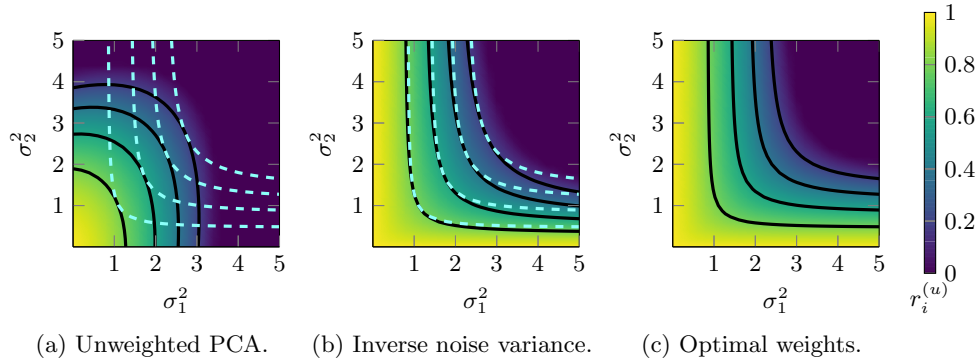 5
4
3
2
1
σ₂²
1 2 3 4 5
σ₁²
(a) Unweighted PCA.
5
4
3
2
1
σ₂²
1 2 3 4 5
σ₁²
(b) Inverse noise variance.
5
4
3
2
1
σ₂²
1 2 3 4 5
σ₁²
(c) Optimal weights.
1
0.8
0.6
0.4
0.2
0
rᵢ⁽ᵘ⁾